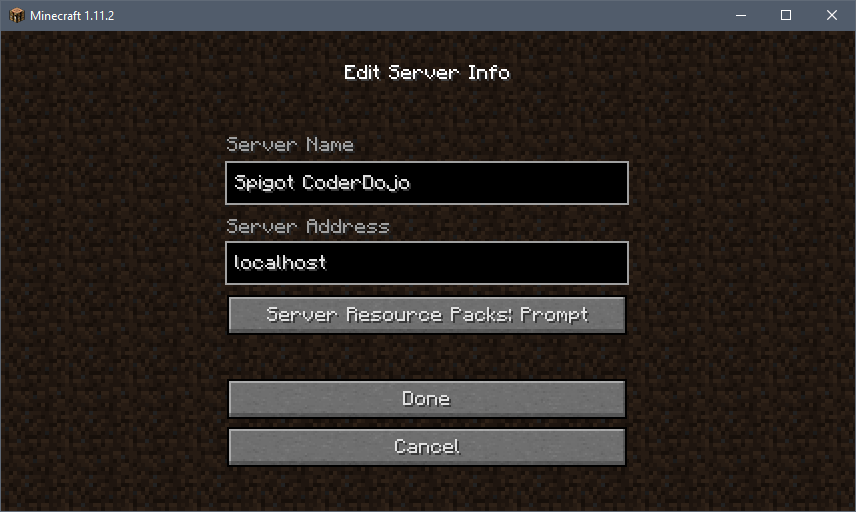 Minecraft 1.11.2
Edit Server Info
Server Name
Spigot CoderDojo
Server Address
localhost
Server Resource Packs: Prompt
Done
Cancel